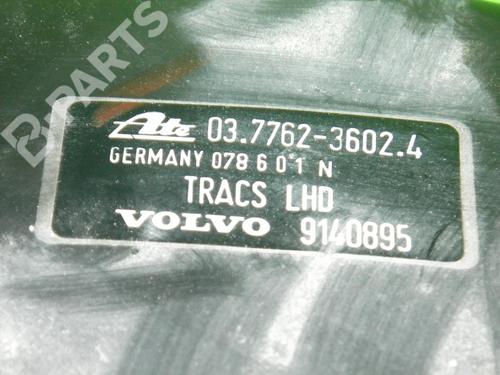 B-PARTS
Ate 03.7762-3602.4
GERMANY 078 6 0 1 N
TRACS LHD
VOLVO 9140895